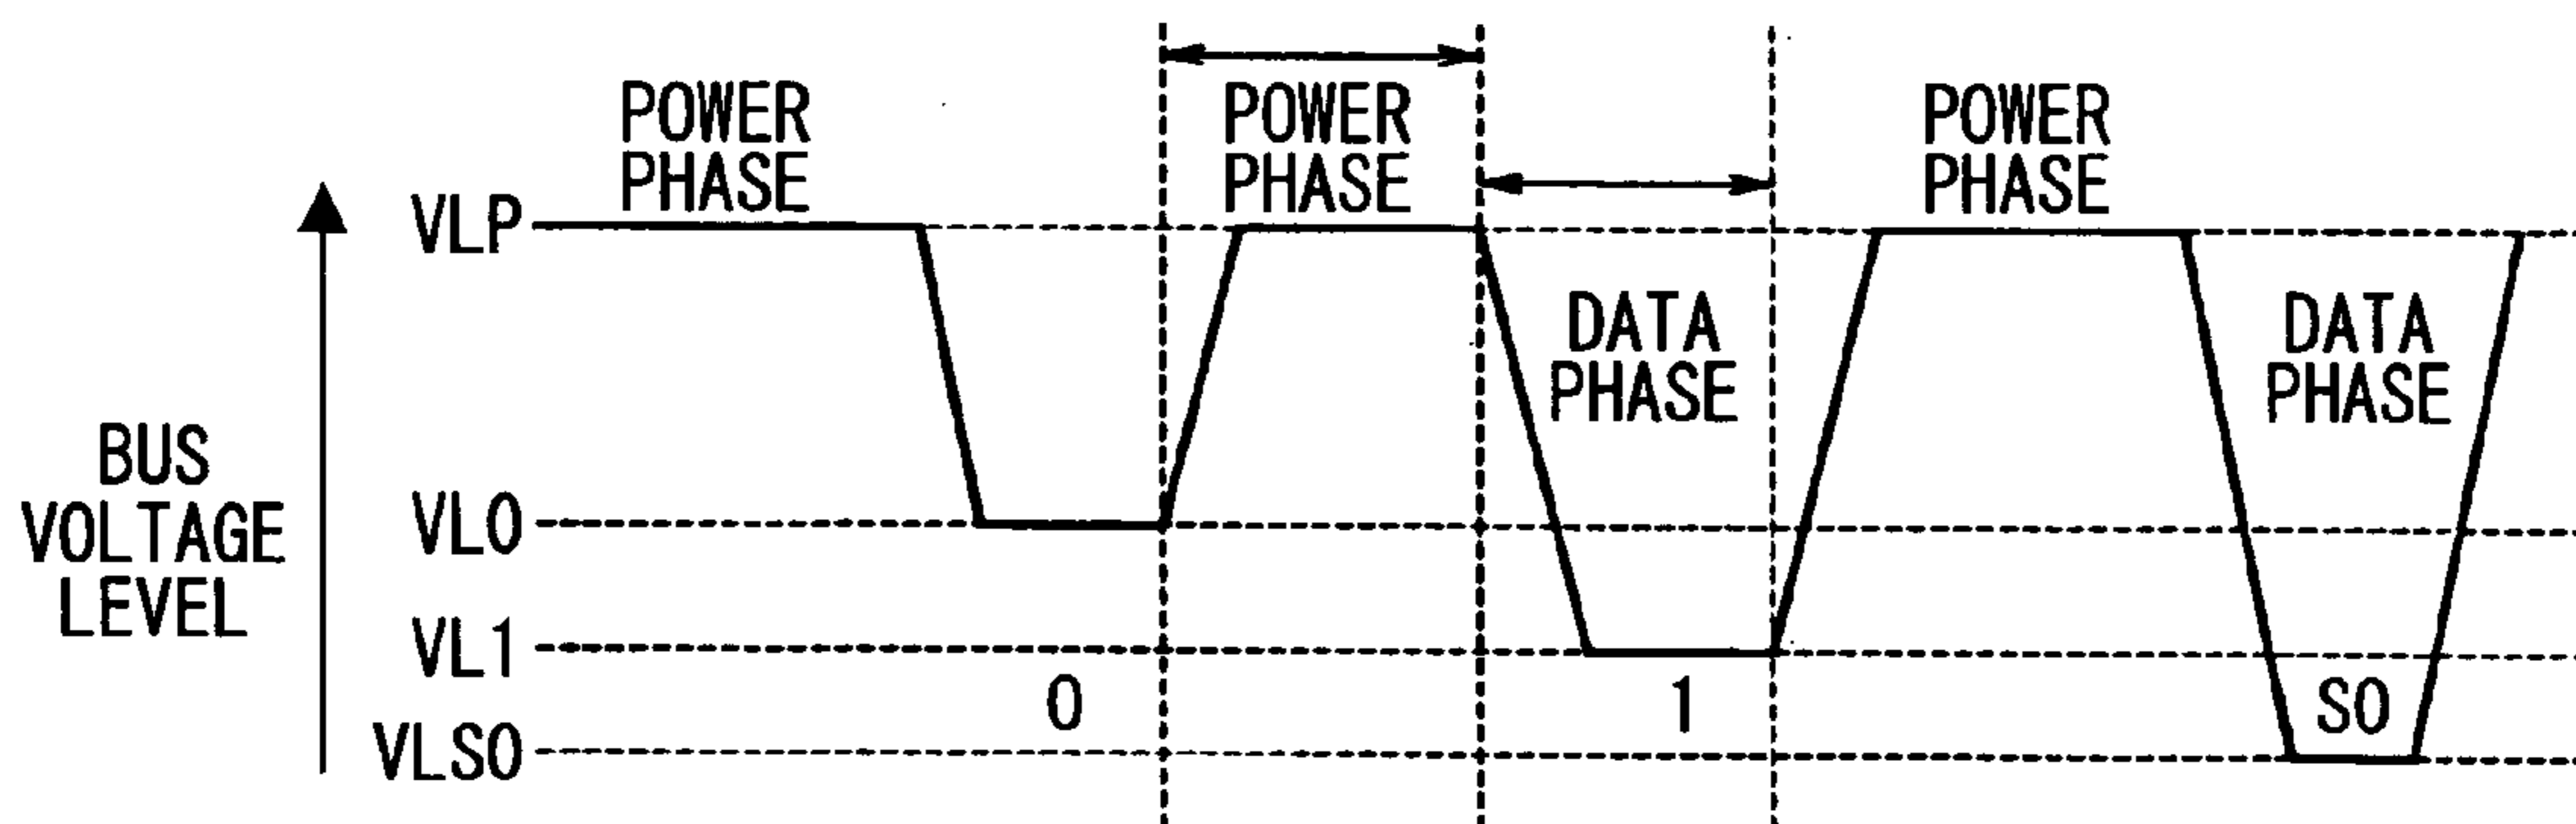 POWER
PHASE
POWER
PHASE
POWER
PHASE
VLP
DATA
PHASE
DATA
PHASE
BUS
VOLTAGE
LEVEL
VL0
VL1
0
1
S0
VLS0